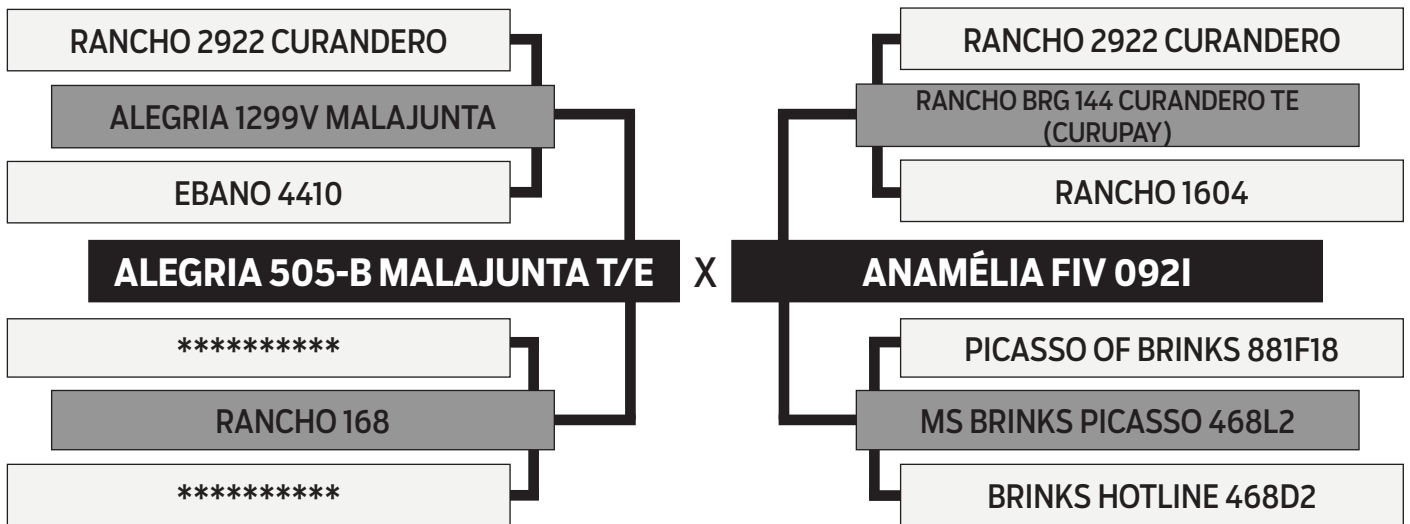 RANCHO 2922 CURANDERO
ALEGRIA 1299V MALAJUNTA
EBANO 4410
ALEGRIA 505-B MALAJUNTA T/E
**********
RANCHO 168
**********
X
RANCHO 2922 CURANDERO
RANCHO BRG 144 CURANDERO TE
(CURUPAY)
RANCHO 1604
ANAMÉLIA FIV 092I
PICASSO OF BRINKS 881F18
MS BRINKS PICASSO 468L2
BRINKS HOTLINE 468D2